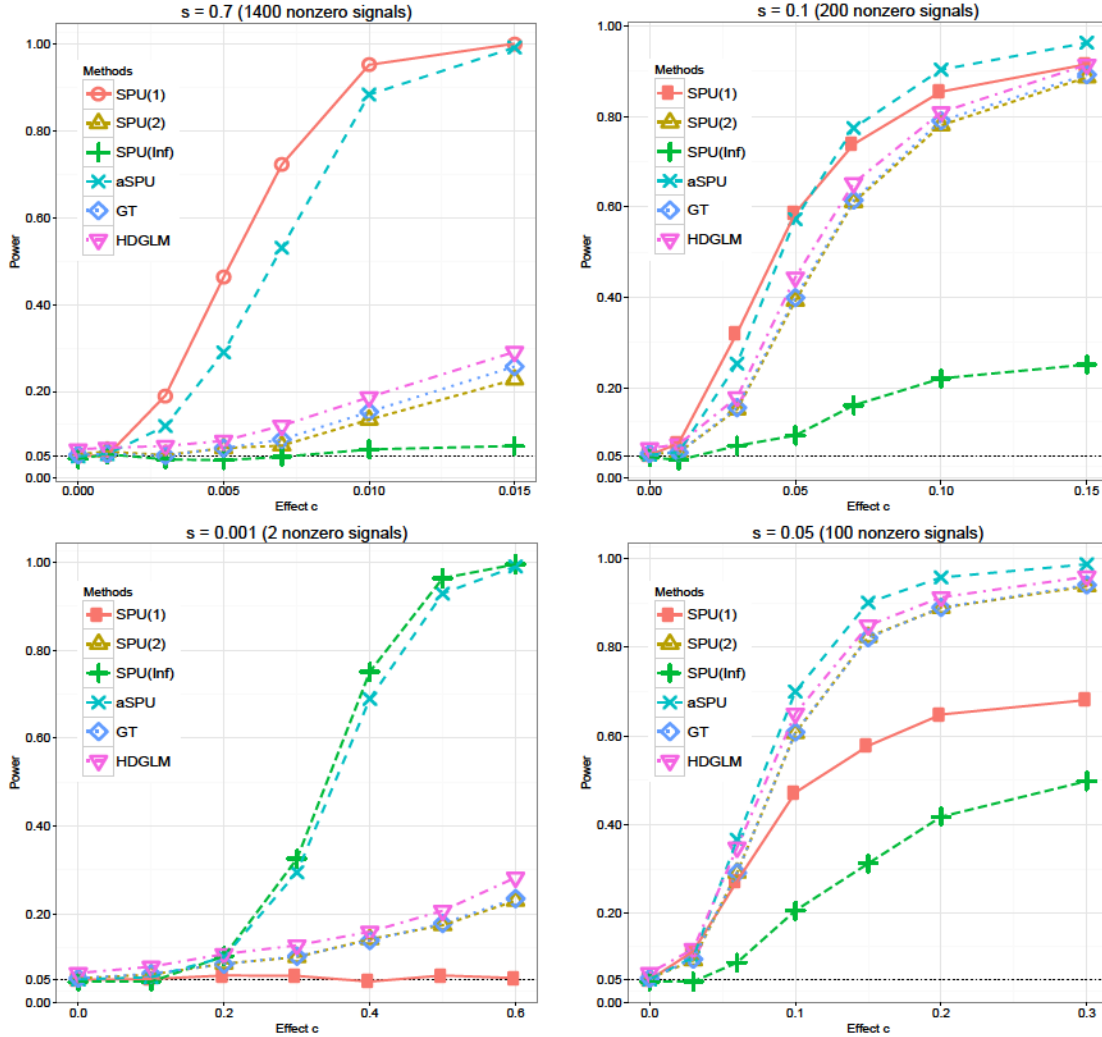 s = 0.7 (1400 nonzero signals)
1.00
0.80
0.60
0.40
0.20
0.05
0.00
Power
Methods
SPU(1)
SPU(2)
SPU(Inf)
aSPU
GT
HDGLM
0.000
0.005
0.010
0.015
Effect c
s = 0.1 (200 nonzero signals)
1.00
0.80
0.60
0.40
0.20
0.05
0.00
Power
Methods
SPU(1)
SPU(2)
SPU(Inf)
aSPU
GT
HDGLM
0.00
0.05
0.10
0.15
Effect c
s = 0.001 (2 nonzero signals)
1.00
0.80
0.60
0.40
0.20
0.05
0.00
Power
Methods
SPU(1)
SPU(2)
SPU(Inf)
aSPU
GT
HDGLM
0.0
0.2
0.4
0.6
Effect c
s = 0.05 (100 nonzero signals)
1.00
0.80
0.60
0.40
0.20
0.05
0.00
Power
Methods
SPU(1)
SPU(2)
SPU(Inf)
aSPU
GT
HDGLM
0.0
0.1
0.2
0.3
Effect c